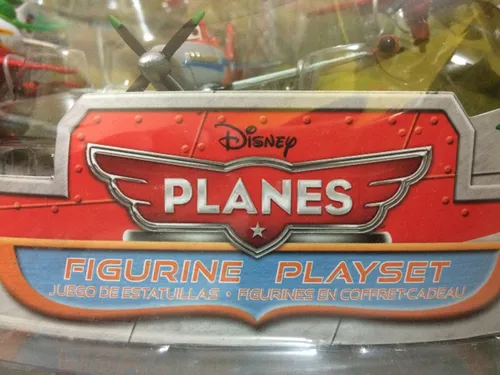 Disney
PLANES
FIGURINE PLAYSET
JUEGO DE ESTATUILLAS • FIGURINES EN COFFRET-CADEAU